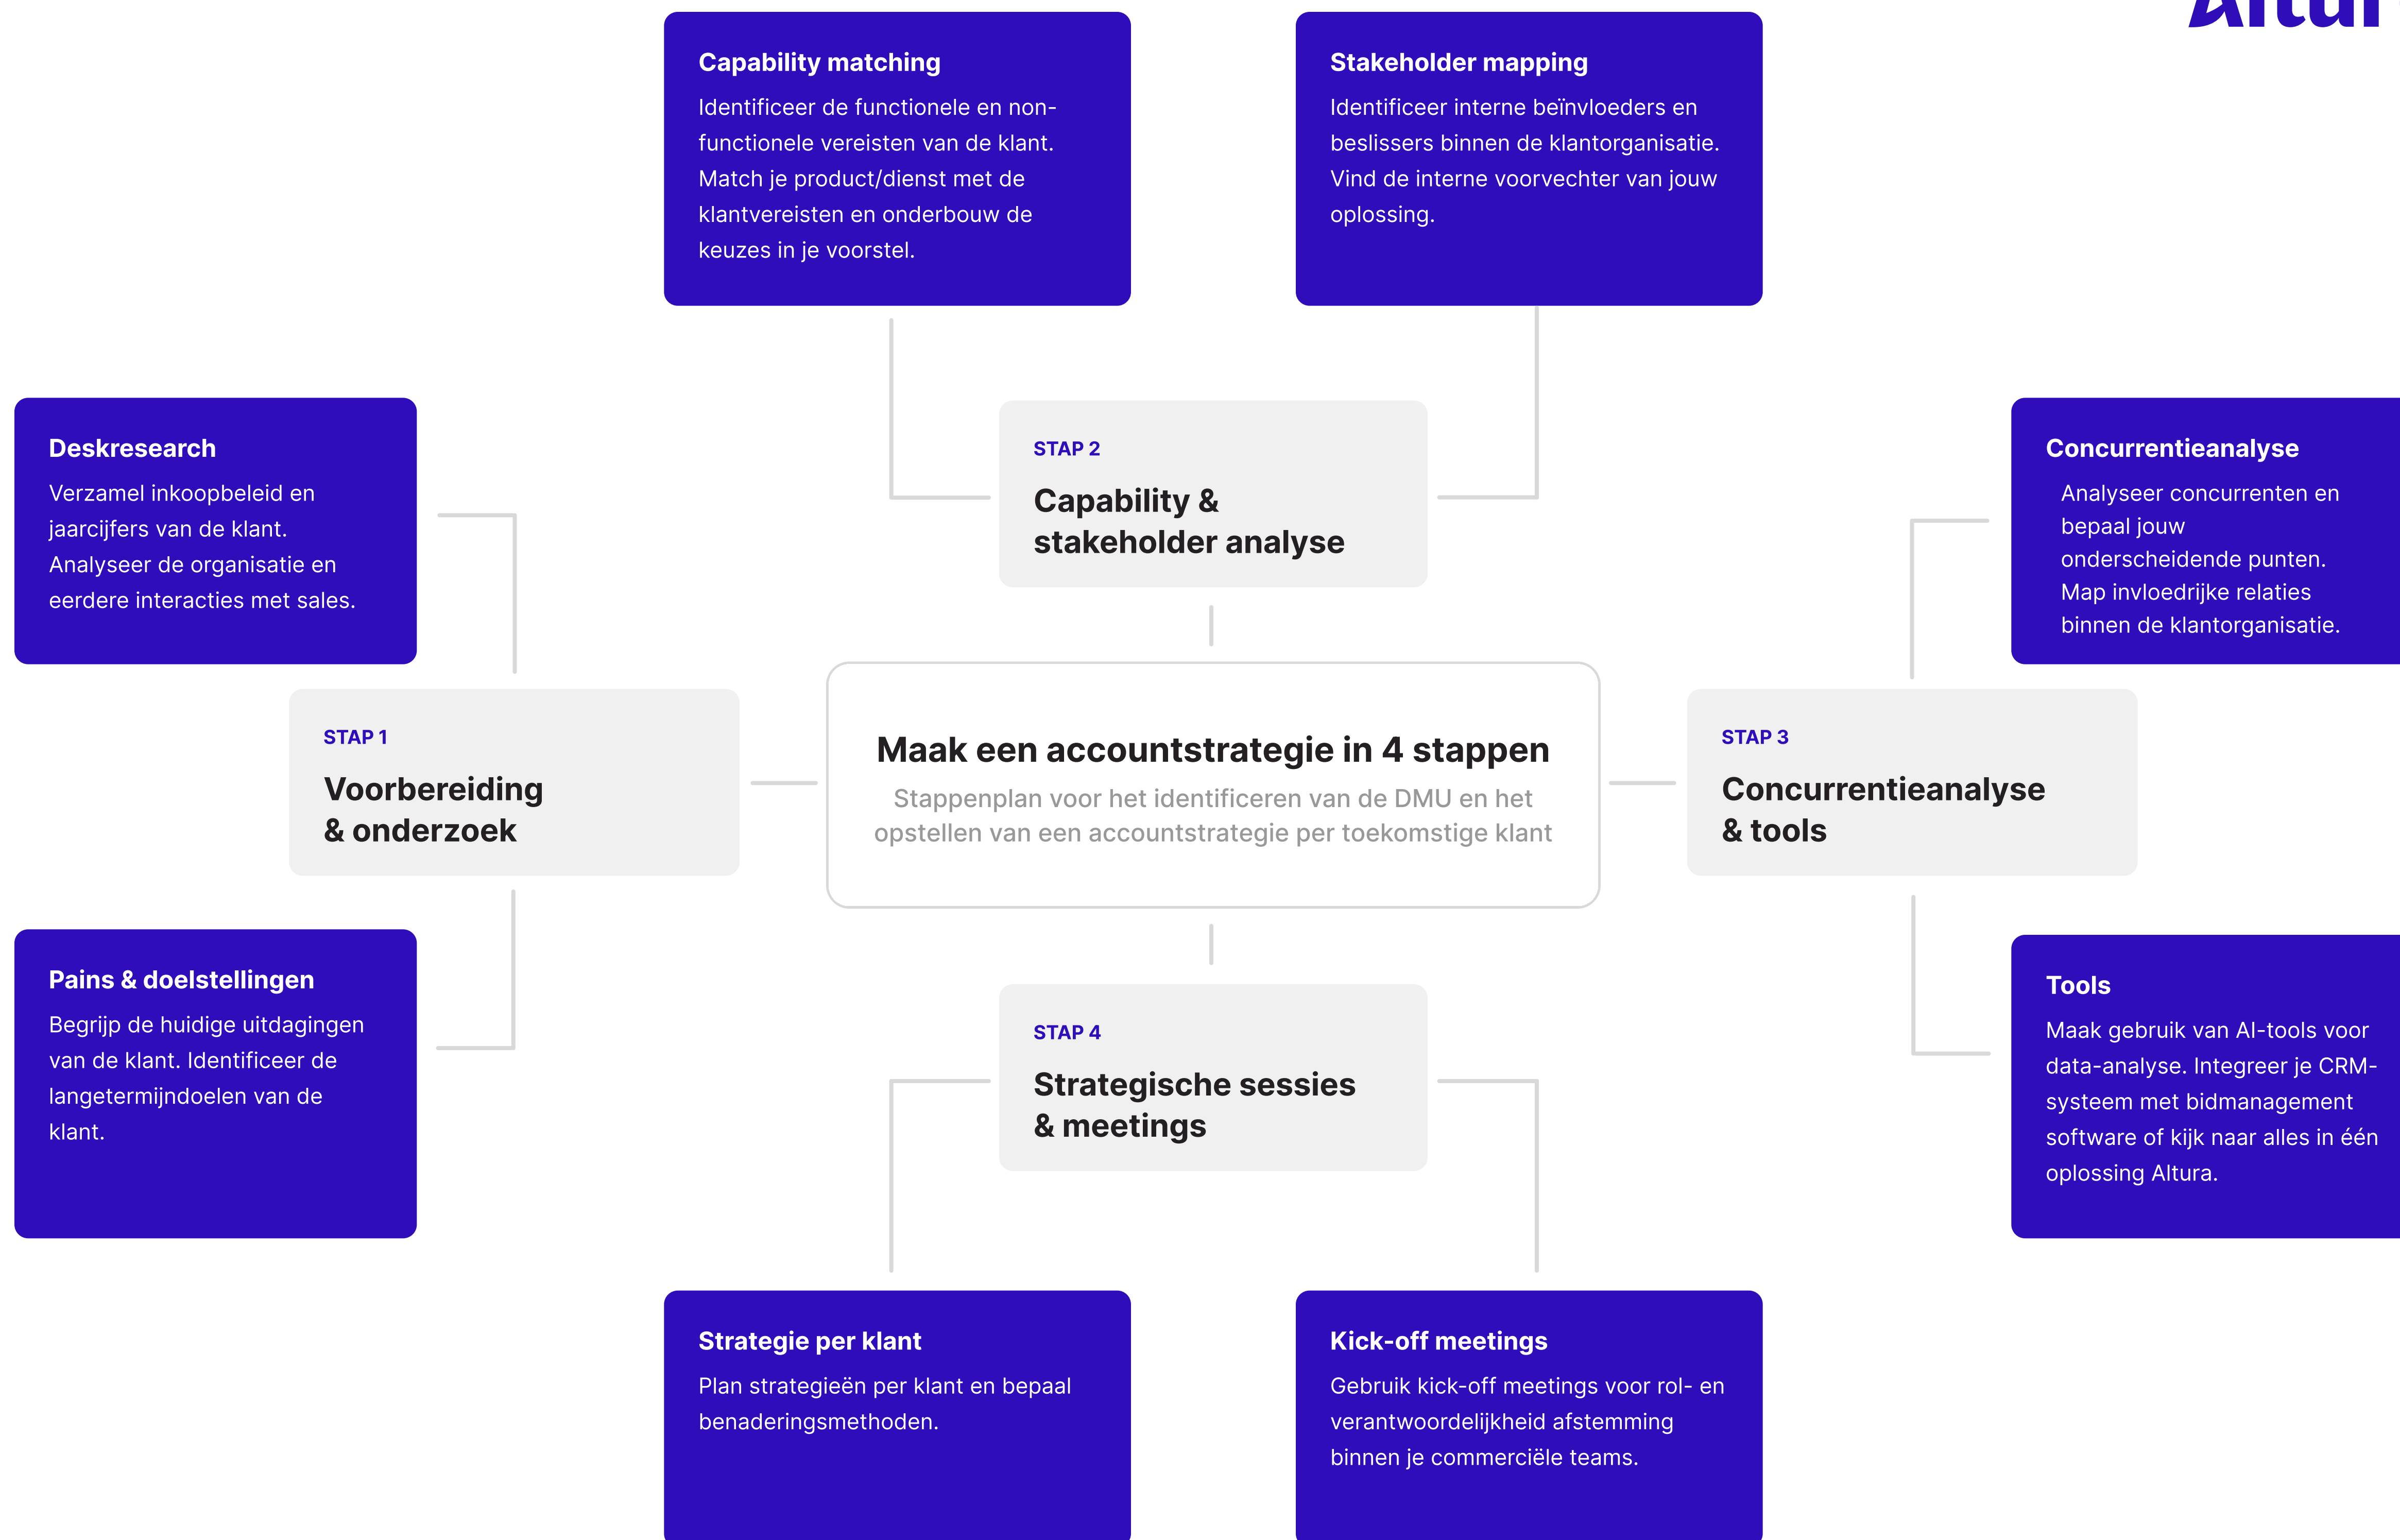 Capability matching
Identificeer de functionele en non-
functionele vereisten van de klant.
Match je product/dienst met de
klantvereisten en onderbouw de
keuzes in je voorstel.
Stakeholder mapping
Identificeer interne beïnvloeders en
beslissers binnen de klantorganisatie.
Vind de interne voorvechter van jouw
oplossing.
Deskresearch
Verzamel inkoopbeleid en
jaarcijfers van de klant.
Analyseer de organisatie en
eerdere interacties met sales.
STAP 2
Capability &
stakeholder analyse
Concurrentieanalyse
Analyseer concurrenten en
bepaal jouw
onderscheidende punten.
Map invloedrijke relaties
binnen de klantorganisatie.
STAP 1
Voorbereiding
& onderzoek
Maak een accountstrategie in 4 stappen
Stappenplan voor het identificeren van de DMU en het
opstellen van een accountstrategie per toekomstige klant
STAP 3
Concurrentieanalyse
& tools
Pains & doelstellingen
Begrijp de huidige uitdagingen
van de klant. Identificeer de
langetermijndoelen van de
klant.
STAP 4
Strategische sessies
& meetings
Tools
Maak gebruik van AI-tools voor
data-analyse. Integreer je CRM-
systeem met bidmanagement
software of kijk naar alles in één
oplossing Altura.
Strategie per klant
Plan strategieën per klant en bepaal
benaderingsmethoden.
Kick-off meetings
Gebruik kick-off meetings voor rol- en
verantwoordelijkheid afstemming
binnen je commerciële teams.